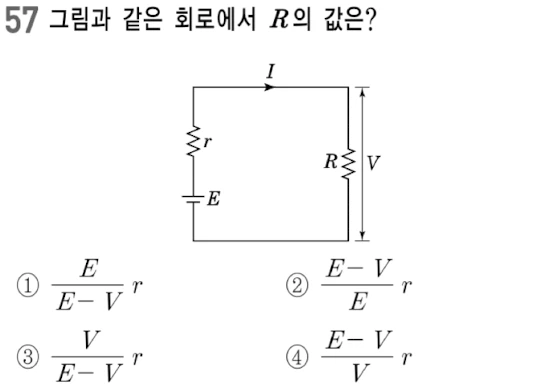 57 그림과 같은 회로에서 R의 값은?
I
r
R
V
E
① E/(E－V) r
② (E－V)/E r
③ V/(E－V) r
④ (E－V)/V r